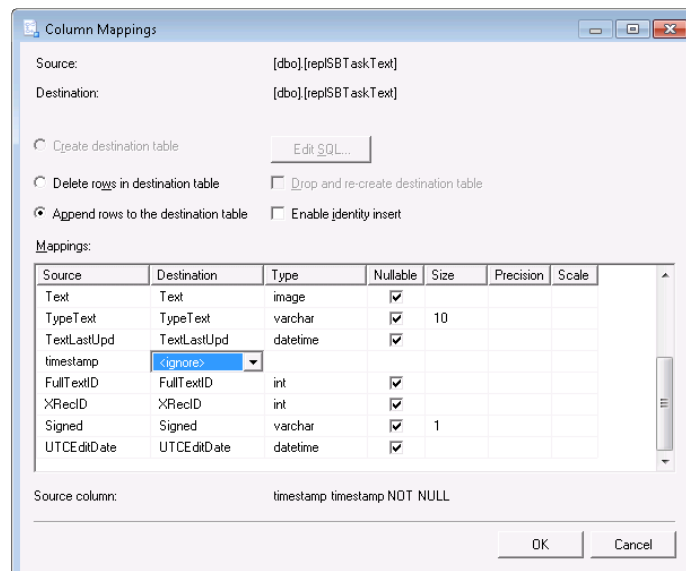 Column Mappings
Source: [dbo].[replSBTaskText]
Destination: [dbo].[replSBTaskText]
Create destination table Edit SQL...
Delete rows in destination table Drop and re-create destination table
Append rows to the destination table Enable identity insert
Mappings:
Source Destination Type Nullable Size Precision Scale
Text Text image
TypeText TypeText varchar 10
TextLastUpd TextLastUpd datetime
timestamp <ignore>
FullTextID FullTextID int
XRecID XRecID int
Signed Signed varchar 1
UTCEditDate UTCEditDate datetime
Source column: timestamp timestamp NOT NULL
OK Cancel